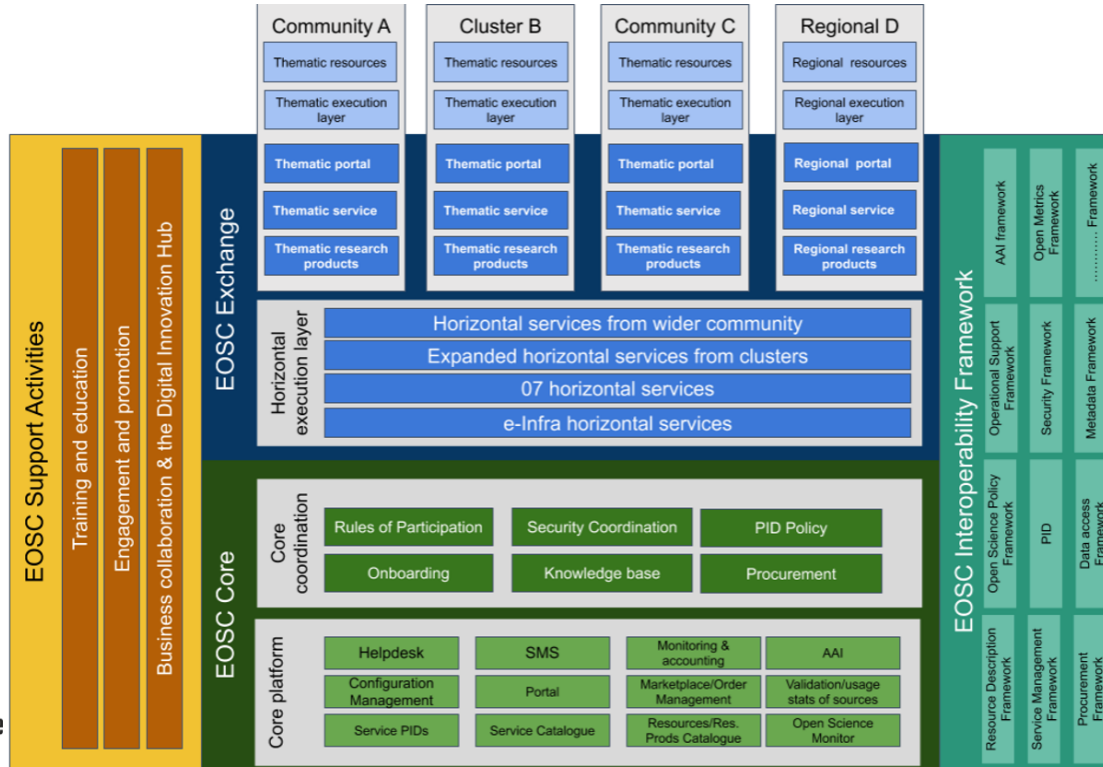 Community A
Cluster B
Community C
Regional D
Thematic resources
Thematic resources
Thematic resources
Regional resources
Thematic execution
layer
Thematic execution
layer
Thematic execution
layer
Regional execution
layer
Thematic portal
Thematic portal
Thematic portal
Regional portal
Thematic service
Thematic service
Thematic service
Regional service
Thematic research
products
Thematic research
products
Thematic research
products
Regional research
products
EOSC Support Activities
Training and education
Engagement and promotion
Business collaboration & the Digital Innovation Hub
EOSC Exchange
Horizontal
execution layer
Horizontal services from wider community
Expanded horizontal services from clusters
07 horizontal services
e-Infra horizontal services
EOSC Core
Core
coordination
Rules of Participation
Security Coordination
PID Policy
Onboarding
Knowledge base
Procurement
Core platform
Helpdesk
SMS
Monitoring &
accounting
AAI
Configuration
Management
Portal
Marketplace/Order
Management
Validation/usage
stats of sources
Service PIDs
Service Catalogue
Resources/Res.
Prods Catalogue
Open Science
Monitor
EOSC Interoperability Framework
AAI framework
Open Metrics
Framework
............ Framework
Operational Support
Framework
Security Framework
Metadata Framework
Open Science Policy
Framework
PID
Data access
Framework
Resource Description
Framework
Service Management
Framework
Procurement
Framework